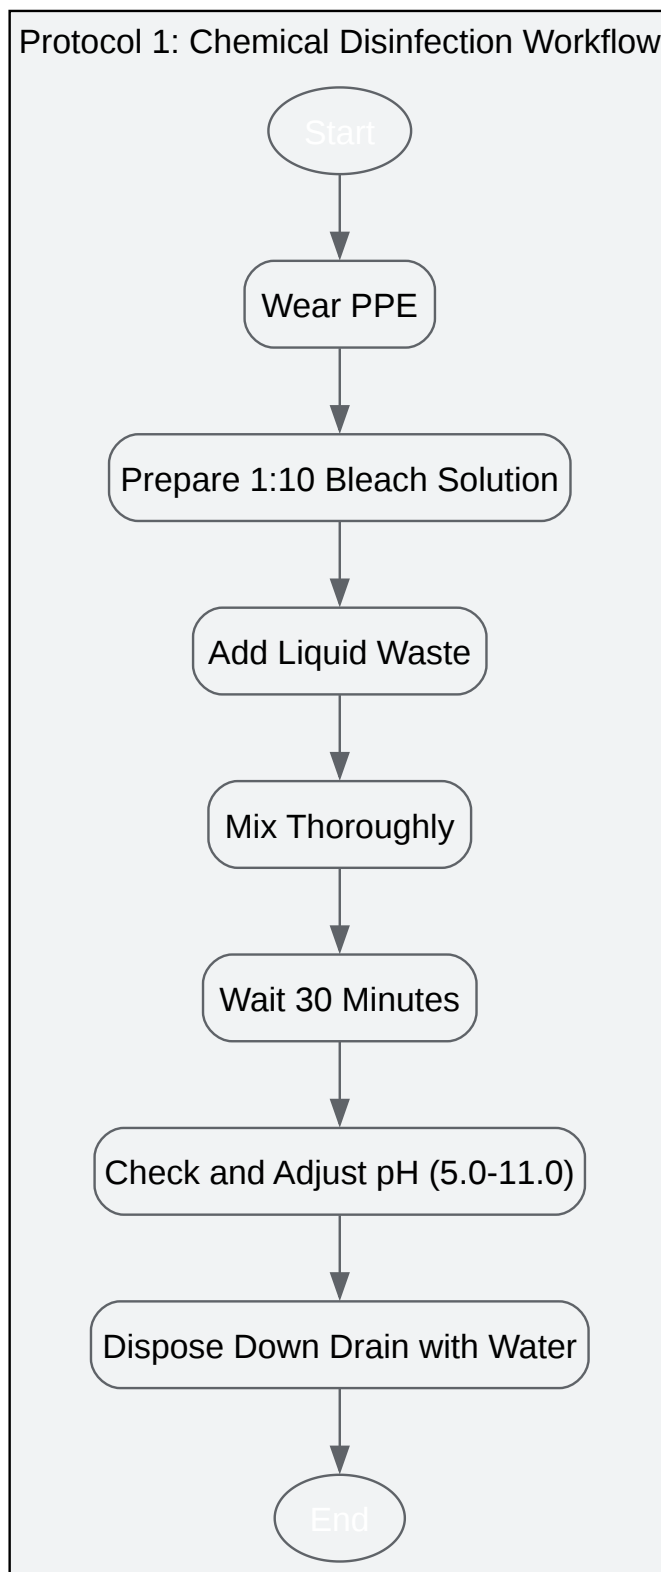 Protocol 1: Chemical Disinfection Workflow
Start
Wear PPE
Prepare 1:10 Bleach Solution
Add Liquid Waste
Mix Thoroughly
Wait 30 Minutes
Check and Adjust pH (5.0-11.0)
Dispose Down Drain with Water
End